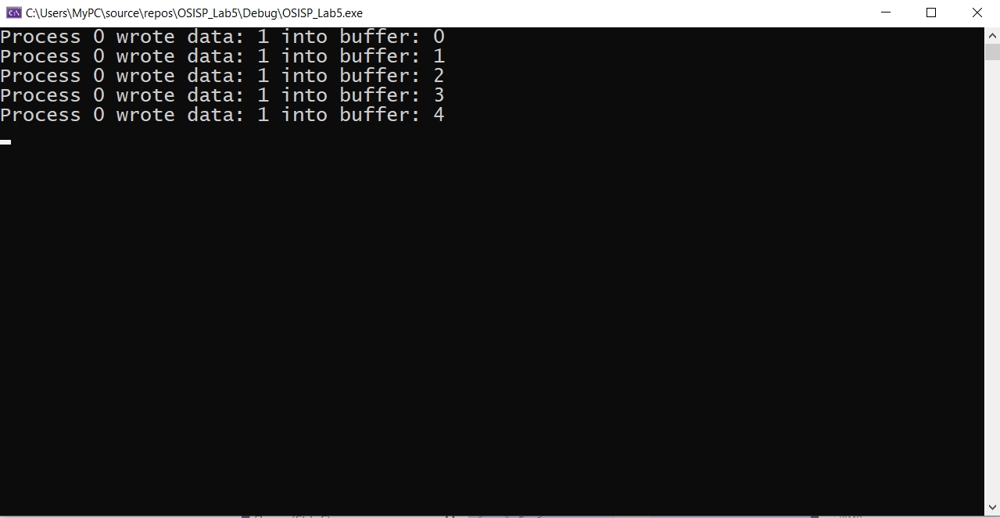 C:\Users\MyPC\source\repos\OSISP_Lab5\Debug\OSISP_Lab5.exe
Process 0 wrote data: 1 into buffer: 0
Process 0 wrote data: 1 into buffer: 1
Process 0 wrote data: 1 into buffer: 2
Process 0 wrote data: 1 into buffer: 3
Process 0 wrote data: 1 into buffer: 4